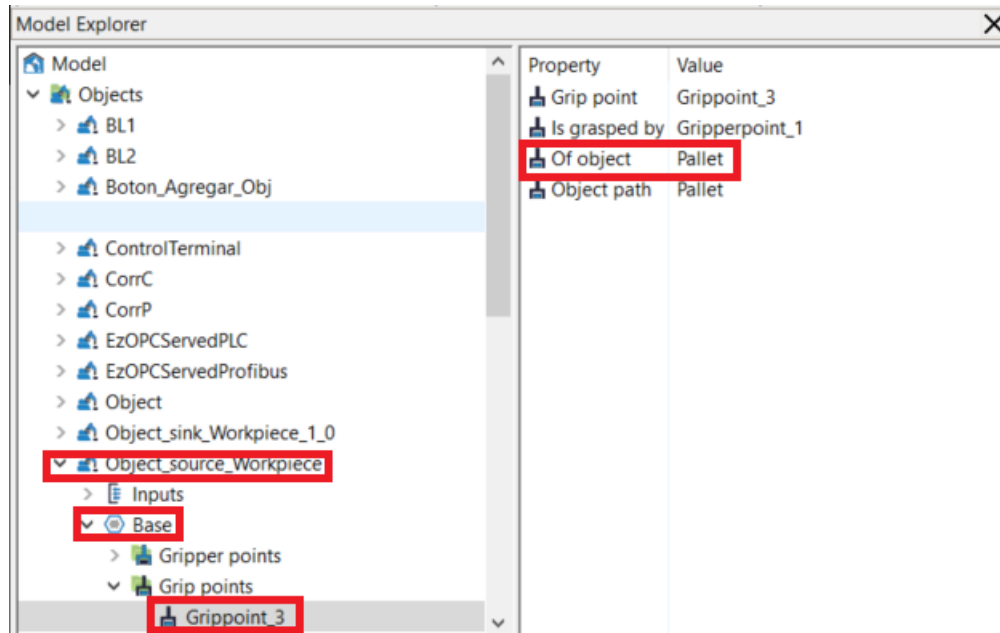 Model Explorer
Model
Objects
BL1
BL2
Boton_Agregar_Obj
ControlTerminal
CorrC
CorrP
EzOPCServedPLC
EzOPCServedProfibus
Object
Object_sink_Workpiece_1_0
Object_source_Workpiece
Inputs
Base
Gripper points
Grip points
Grippoint_3
Property Value
Grip point Grippoint_3
Is grasped by Gripperpoint_1
Of object Pallet
Object path Pallet